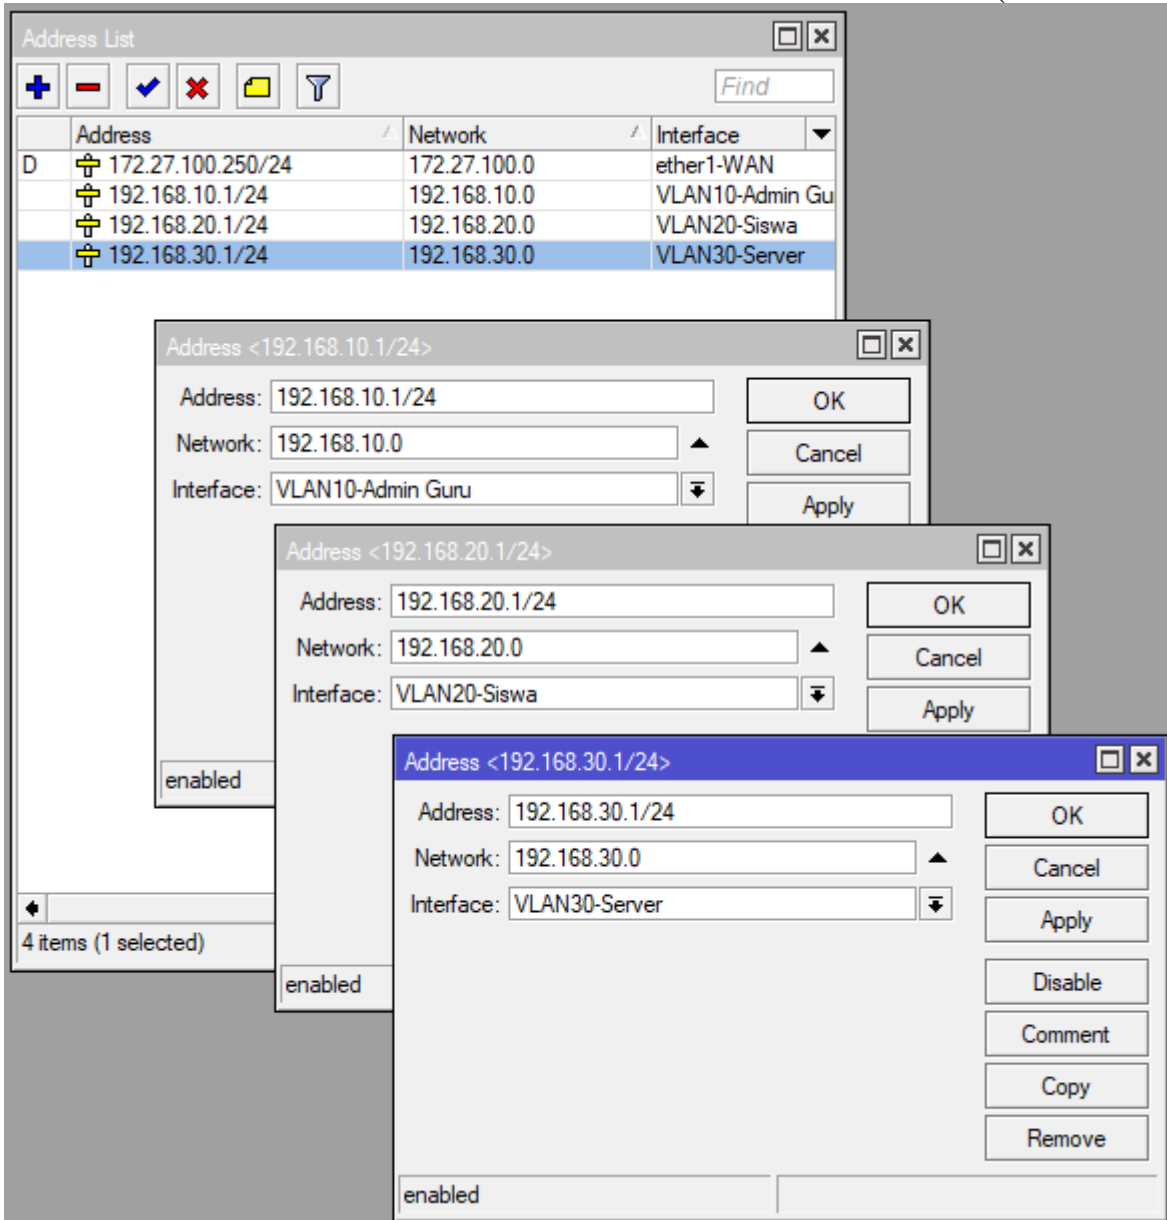 Address List
Find
Address Network Interface
D 172.27.100.250/24 172.27.100.0 ether1-WAN
192.168.10.1/24 192.168.10.0 VLAN10-Admin Gu
192.168.20.1/24 192.168.20.0 VLAN20-Siswa
192.168.30.1/24 192.168.30.0 VLAN30-Server
Address <192.168.10.1/24>
Address: 192.168.10.1/24 OK
Network: 192.168.10.0 Cancel
Interface: VLAN10-Admin Guru Apply
enabled
Address <192.168.20.1/24>
Address: 192.168.20.1/24 OK
Network: 192.168.20.0 Cancel
Interface: VLAN20-Siswa Apply
enabled
Address <192.168.30.1/24>
Address: 192.168.30.1/24 OK
Network: 192.168.30.0 Cancel
Interface: VLAN30-Server Apply
Disable
Comment
Copy
Remove
enabled
4 items (1 selected)